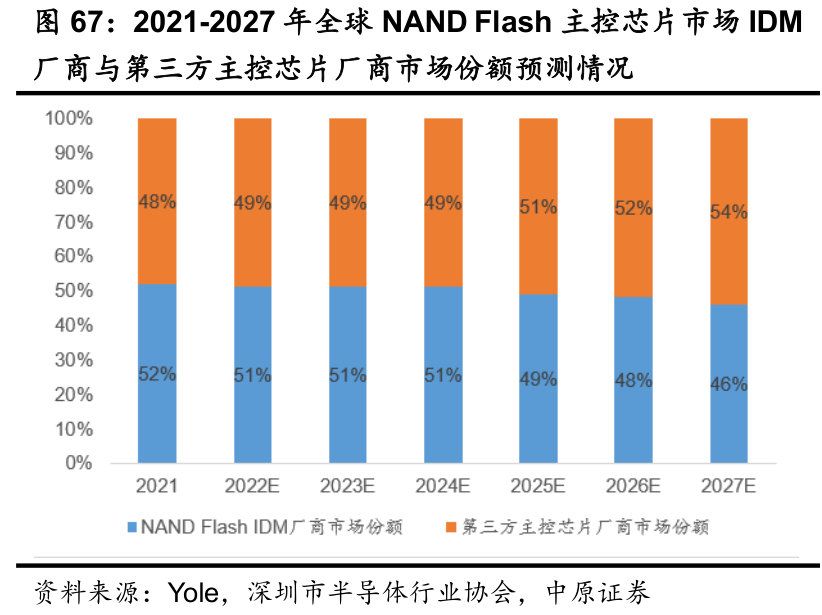 图 67：2021-2027 年全球 NAND Flash 主控芯片市场 IDM
厂商与第三方主控芯片厂商市场份额预测情况
100%
90%
80%
70%
60%
50%
40%
30%
20%
10%
0%
48% 49% 49% 49% 51% 52% 54%
52% 51% 51% 51% 49% 48% 46%
2021 2022E 2023E 2024E 2025E 2026E 2027E
NAND Flash IDM厂商市场份额 第三方主控芯片厂商市场份额
资料来源：Yole，深圳市半导体行业协会，中原证券